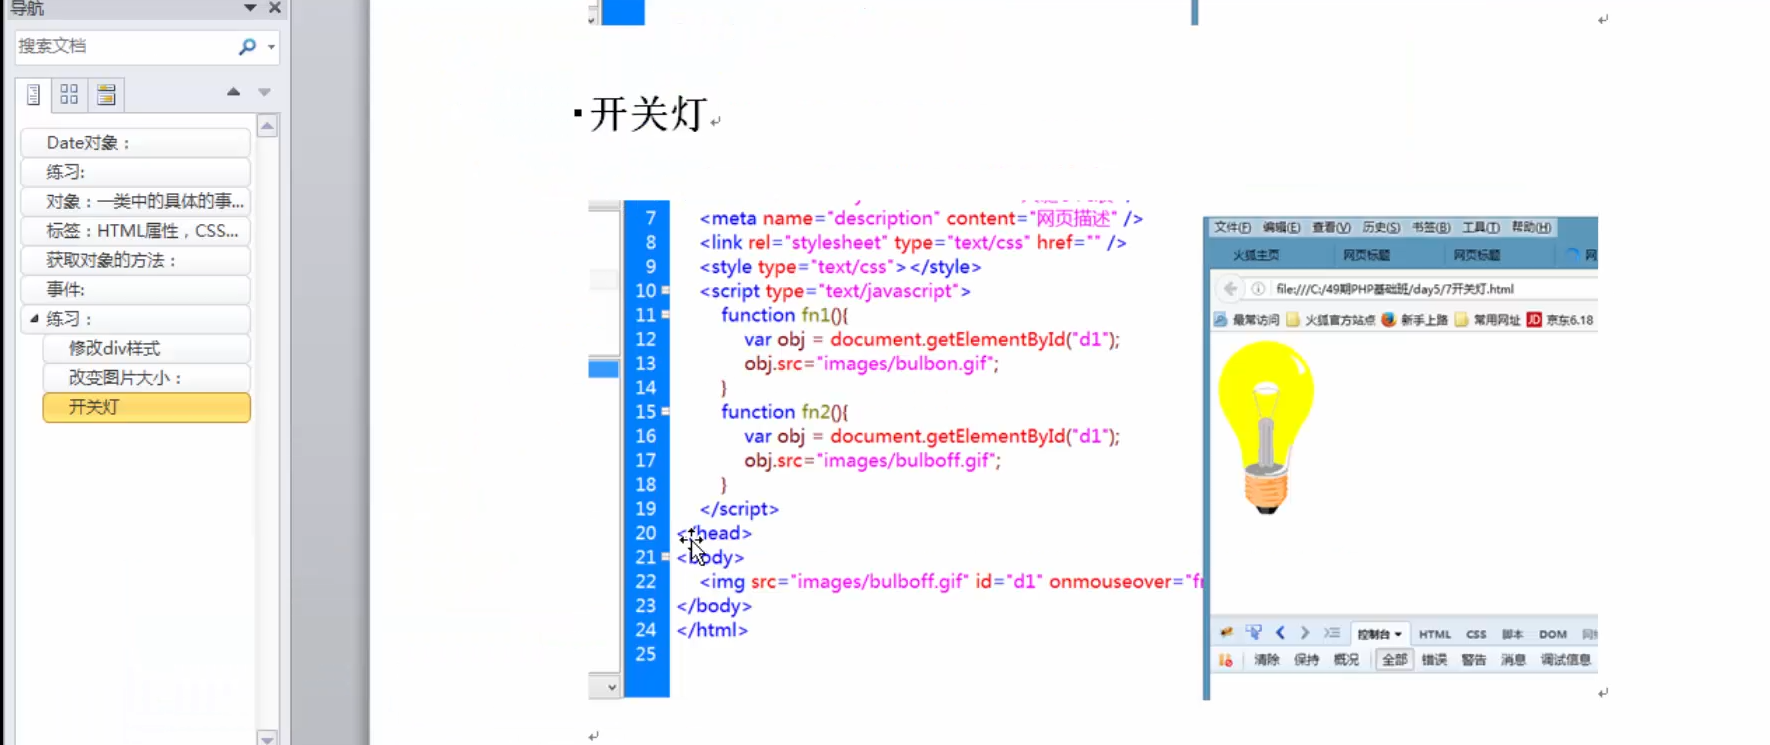 导航
搜索文档
Date对象：
练习:
对象：一类中的具体的事...
标签：HTML属性，CSS...
获取对象的方法：
事件:
练习：
修改div样式
改变图片大小：
开关灯
开关灯
7 <meta name="description" content="网页描述" />
8 <link rel="stylesheet" type="text/css" href="" />
9 <style type="text/css"></style>
10 <script type="text/javascript">
11 function fn1(){
12 var obj = document.getElementById("d1");
13 obj.src="images/bulbon.gif";
14 }
15 function fn2(){
16 var obj = document.getElementById("d1");
17 obj.src="images/bulboff.gif";
18 }
19 </script>
20 </head>
21 <body>
22 <img src="images/bulboff.gif" id="d1" onmouseover="f
23 </body>
24 </html>
25
文件(F) 编辑(E) 查看(V) 历史(S) 书签(B) 工具(T) 帮助(H)
火狐主页 网页标题 网页标题 网
file:///C:/49期PHP基础班/day5/7开关灯.html
最常访问 火狐官方站点 新手上路 常用网址 JD 京东6.18
控制台 HTML CSS 脚本 DOM
清除 保持 概况 全部 错误 警告 消息 调试信息